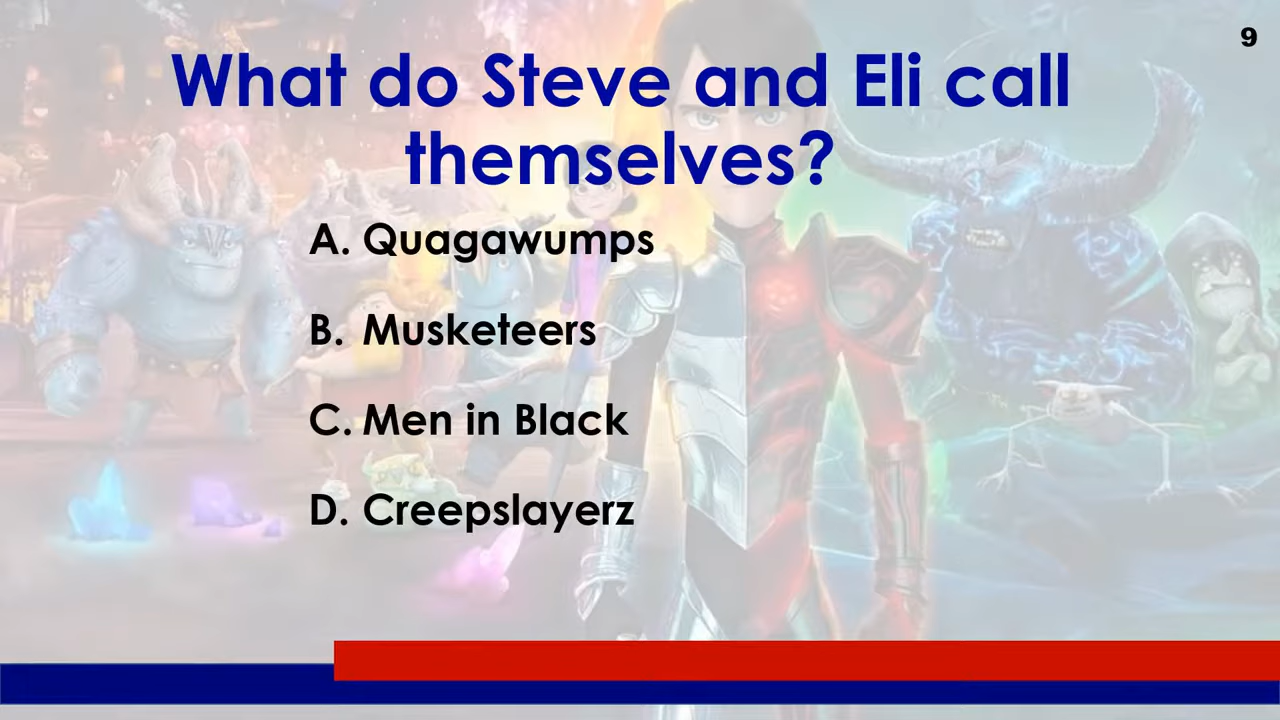 9
What do Steve and Eli call
themselves?
A. Quagawumps
B. Musketeers
C. Men in Black
D. Creepslayerz